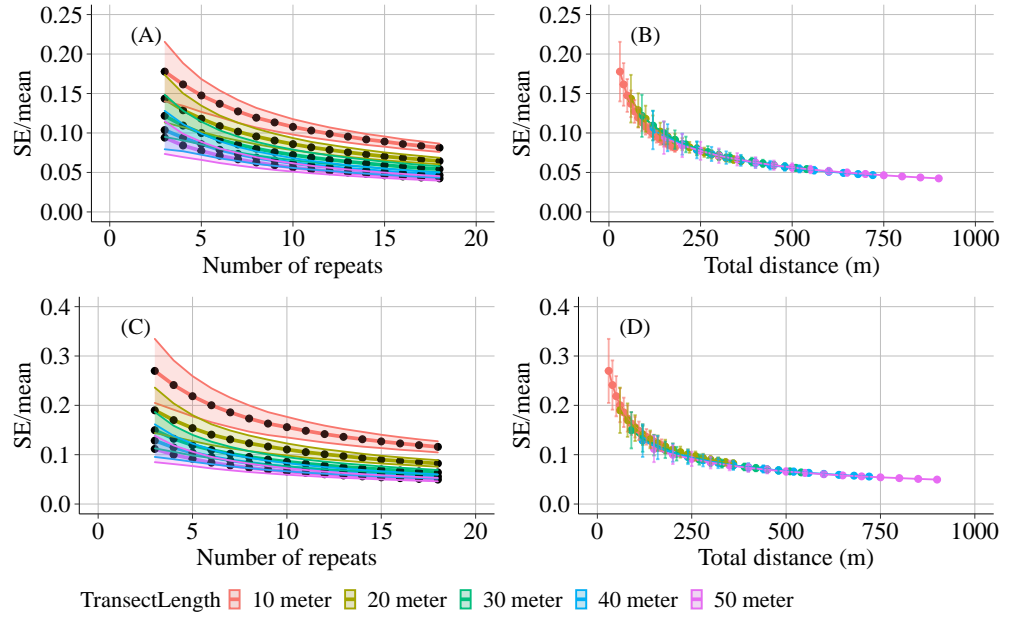 (A)
SE/mean
0.25
0.20
0.15
0.10
0.05
0.00
0 5 10 15 20
Number of repeats
(B)
SE/mean
0.25
0.20
0.15
0.10
0.05
0.00
0 250 500 750 1000
Total distance (m)
(C)
SE/mean
0.4
0.3
0.2
0.1
0.0
0 5 10 15 20
Number of repeats
(D)
SE/mean
0.4
0.3
0.2
0.1
0.0
0 250 500 750 1000
Total distance (m)
TransectLength 10 meter 20 meter 30 meter 40 meter 50 meter